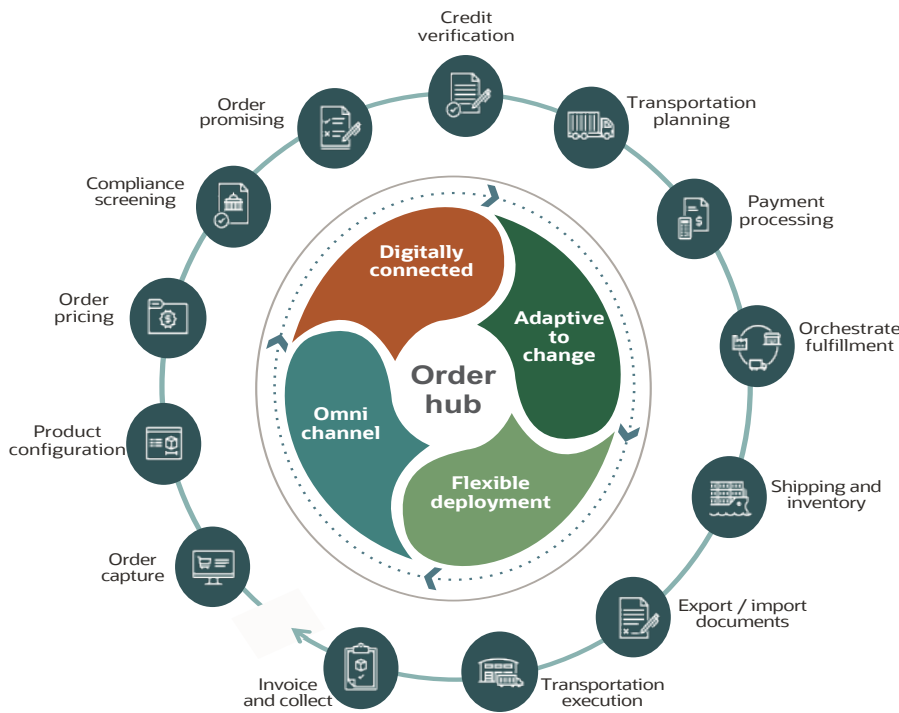 Credit
verification
Order
promising
Transportation
planning
Compliance
screening
Payment
processing
Digitally
connected
Order
pricing
Adaptive
to
change
Orchestrate
fulfillment
Order
hub
Omni
channel
Product
configuration
Flexible
deployment
Shipping and
inventory
Order
capture
Export / import
documents
Invoice
and collect
Transportation
execution